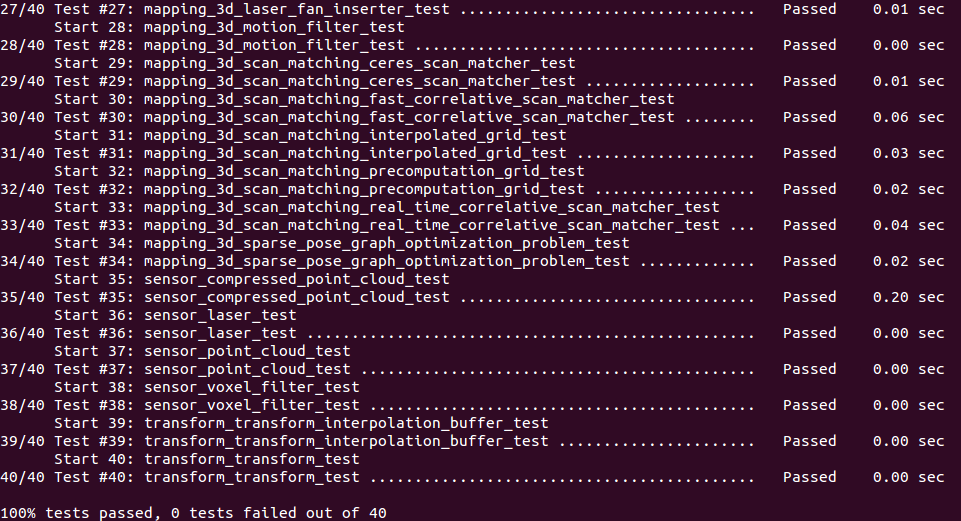 27/40 Test #27: mapping_3d_laser_fan_inserter_test .................................   Passed    0.01 sec
      Start 28: mapping_3d_motion_filter_test
28/40 Test #28: mapping_3d_motion_filter_test ......................................   Passed    0.00 sec
      Start 29: mapping_3d_scan_matching_ceres_scan_matcher_test
29/40 Test #29: mapping_3d_scan_matching_ceres_scan_matcher_test ...................   Passed    0.01 sec
      Start 30: mapping_3d_scan_matching_fast_correlative_scan_matcher_test
30/40 Test #30: mapping_3d_scan_matching_fast_correlative_scan_matcher_test ........   Passed    0.06 sec
      Start 31: mapping_3d_scan_matching_interpolated_grid_test
31/40 Test #31: mapping_3d_scan_matching_interpolated_grid_test ....................   Passed    0.03 sec
      Start 32: mapping_3d_scan_matching_precomputation_grid_test
32/40 Test #32: mapping_3d_scan_matching_precomputation_grid_test ..................   Passed    0.02 sec
      Start 33: mapping_3d_scan_matching_real_time_correlative_scan_matcher_test
33/40 Test #33: mapping_3d_scan_matching_real_time_correlative_scan_matcher_test ...   Passed    0.04 sec
      Start 34: mapping_3d_sparse_pose_graph_optimization_problem_test
34/40 Test #34: mapping_3d_sparse_pose_graph_optimization_problem_test .............   Passed    0.02 sec
      Start 35: sensor_compressed_point_cloud_test
35/40 Test #35: sensor_compressed_point_cloud_test .................................   Passed    0.20 sec
      Start 36: sensor_laser_test
36/40 Test #36: sensor_laser_test ..................................................   Passed    0.00 sec
      Start 37: sensor_point_cloud_test
37/40 Test #37: sensor_point_cloud_test ............................................   Passed    0.00 sec
      Start 38: sensor_voxel_filter_test
38/40 Test #38: sensor_voxel_filter_test ...........................................   Passed    0.00 sec
      Start 39: transform_transform_interpolation_buffer_test
39/40 Test #39: transform_transform_interpolation_buffer_test ......................   Passed    0.00 sec
      Start 40: transform_transform_test
40/40 Test #40: transform_transform_test ...........................................   Passed    0.00 sec

100% tests passed, 0 tests failed out of 40